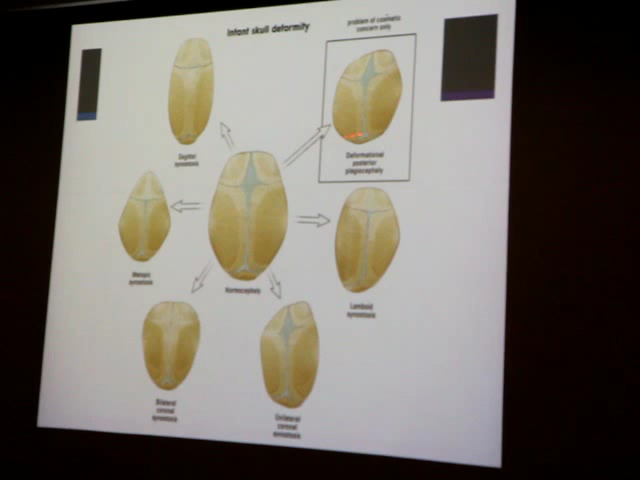 Infant skull deformity
problem of cosmetic
concern only
Sagittal
synostosis
Deformational
posterior
plagiocephaly
Metopic
synostosis
Normocephaly
Lamboid
synostosis
Bilateral
coronal
synostosis
Unilateral
coronal
synostosis